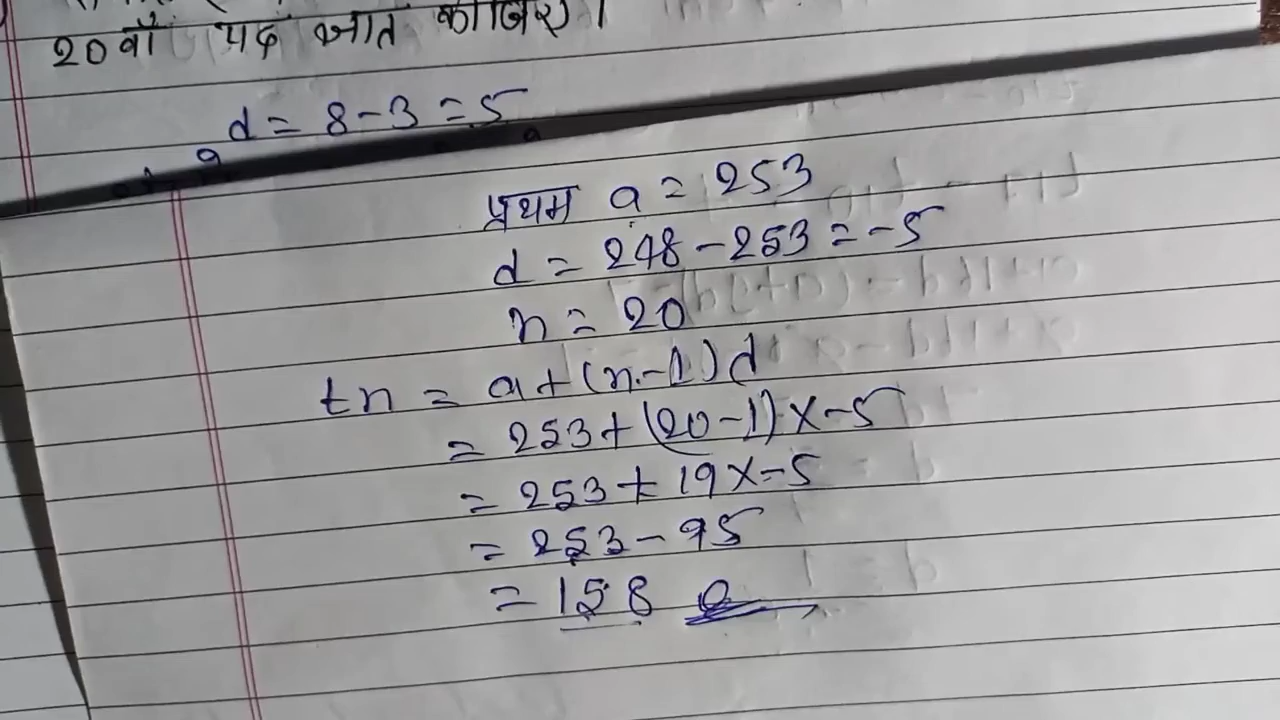 20वाँ पद ज्ञात कीजिए।
d = 8 - 3 = 5
प्रथम a = 253
d = 248 - 253 = -5
n = 20
tn = a + (n - 1) d
= 253 + (20 - 1) x -5
= 253 + 19 x -5
= 253 - 95
= 158